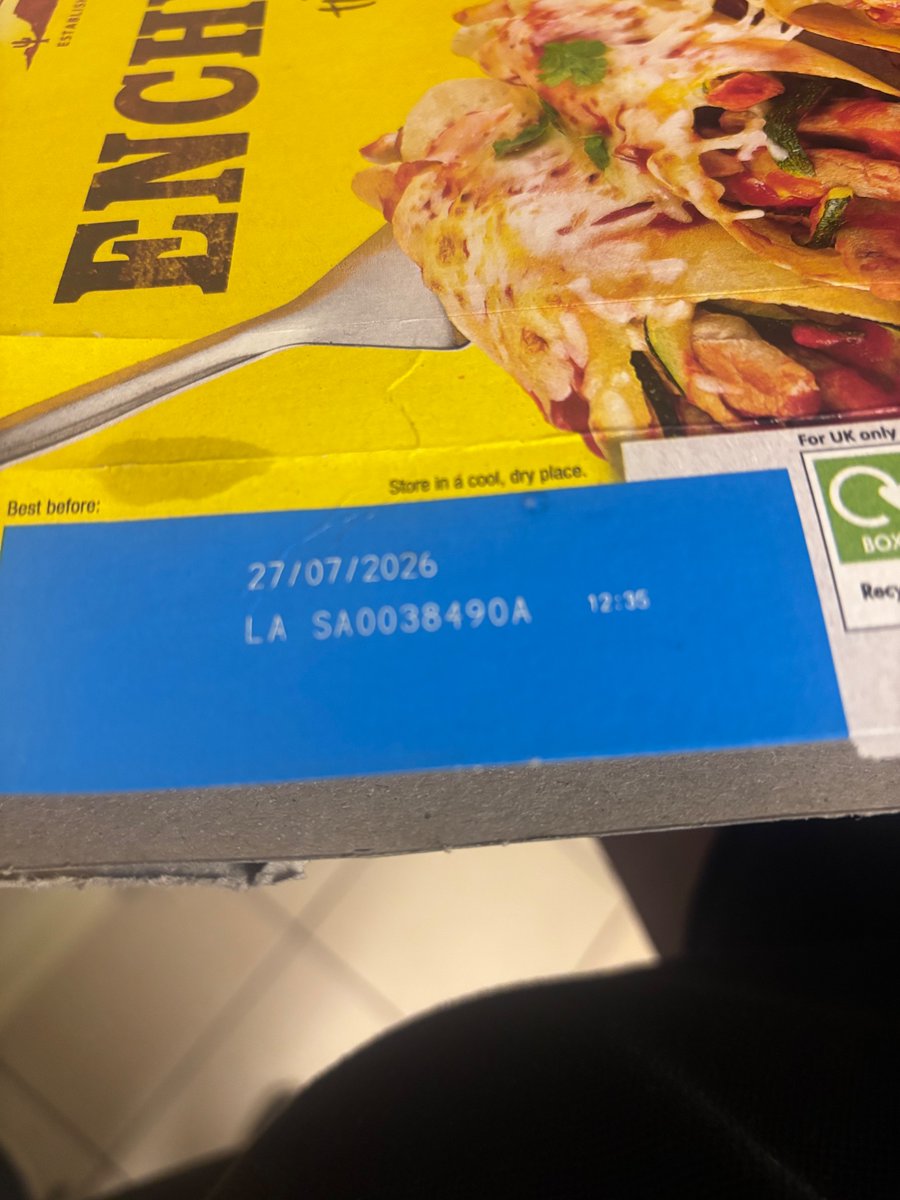 ENCH
Store in a cool, dry place.
For UK only
Best before:
BOX
27/07/2026
LA SA0038490A 12:35